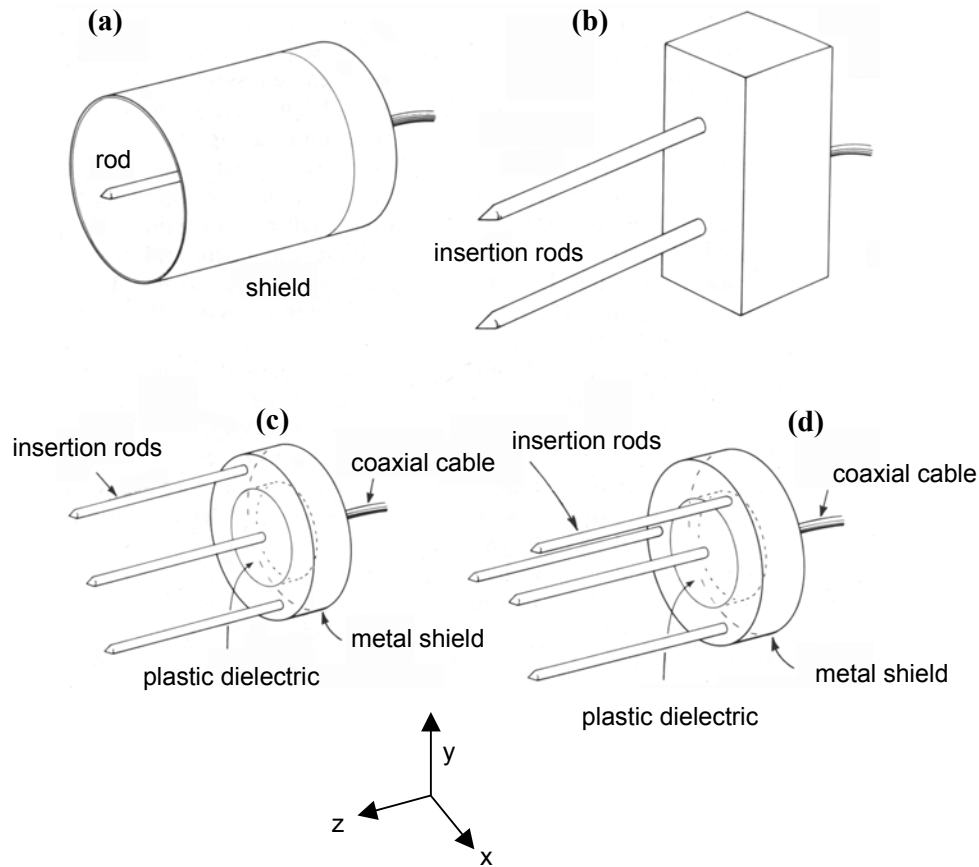 (a)
(b)
rod
shield
insertion rods
(c)
(d)
insertion rods
coaxial cable
metal shield
plastic dielectric
insertion rods
coaxial cable
metal shield
plastic dielectric
y
z
x